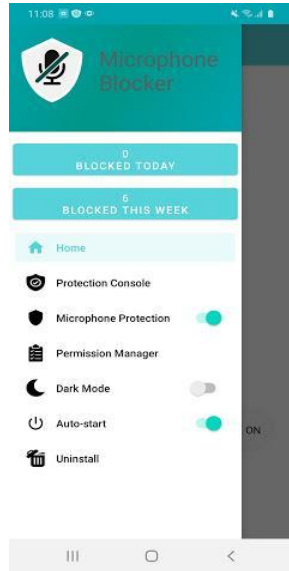 11:08
Microphone
Blocker
0
BLOCKED TODAY
6
BLOCKED THIS WEEK
Home
Protection Console
Microphone Protection
Permission Manager
Dark Mode
Auto-start
ON
Uninstall